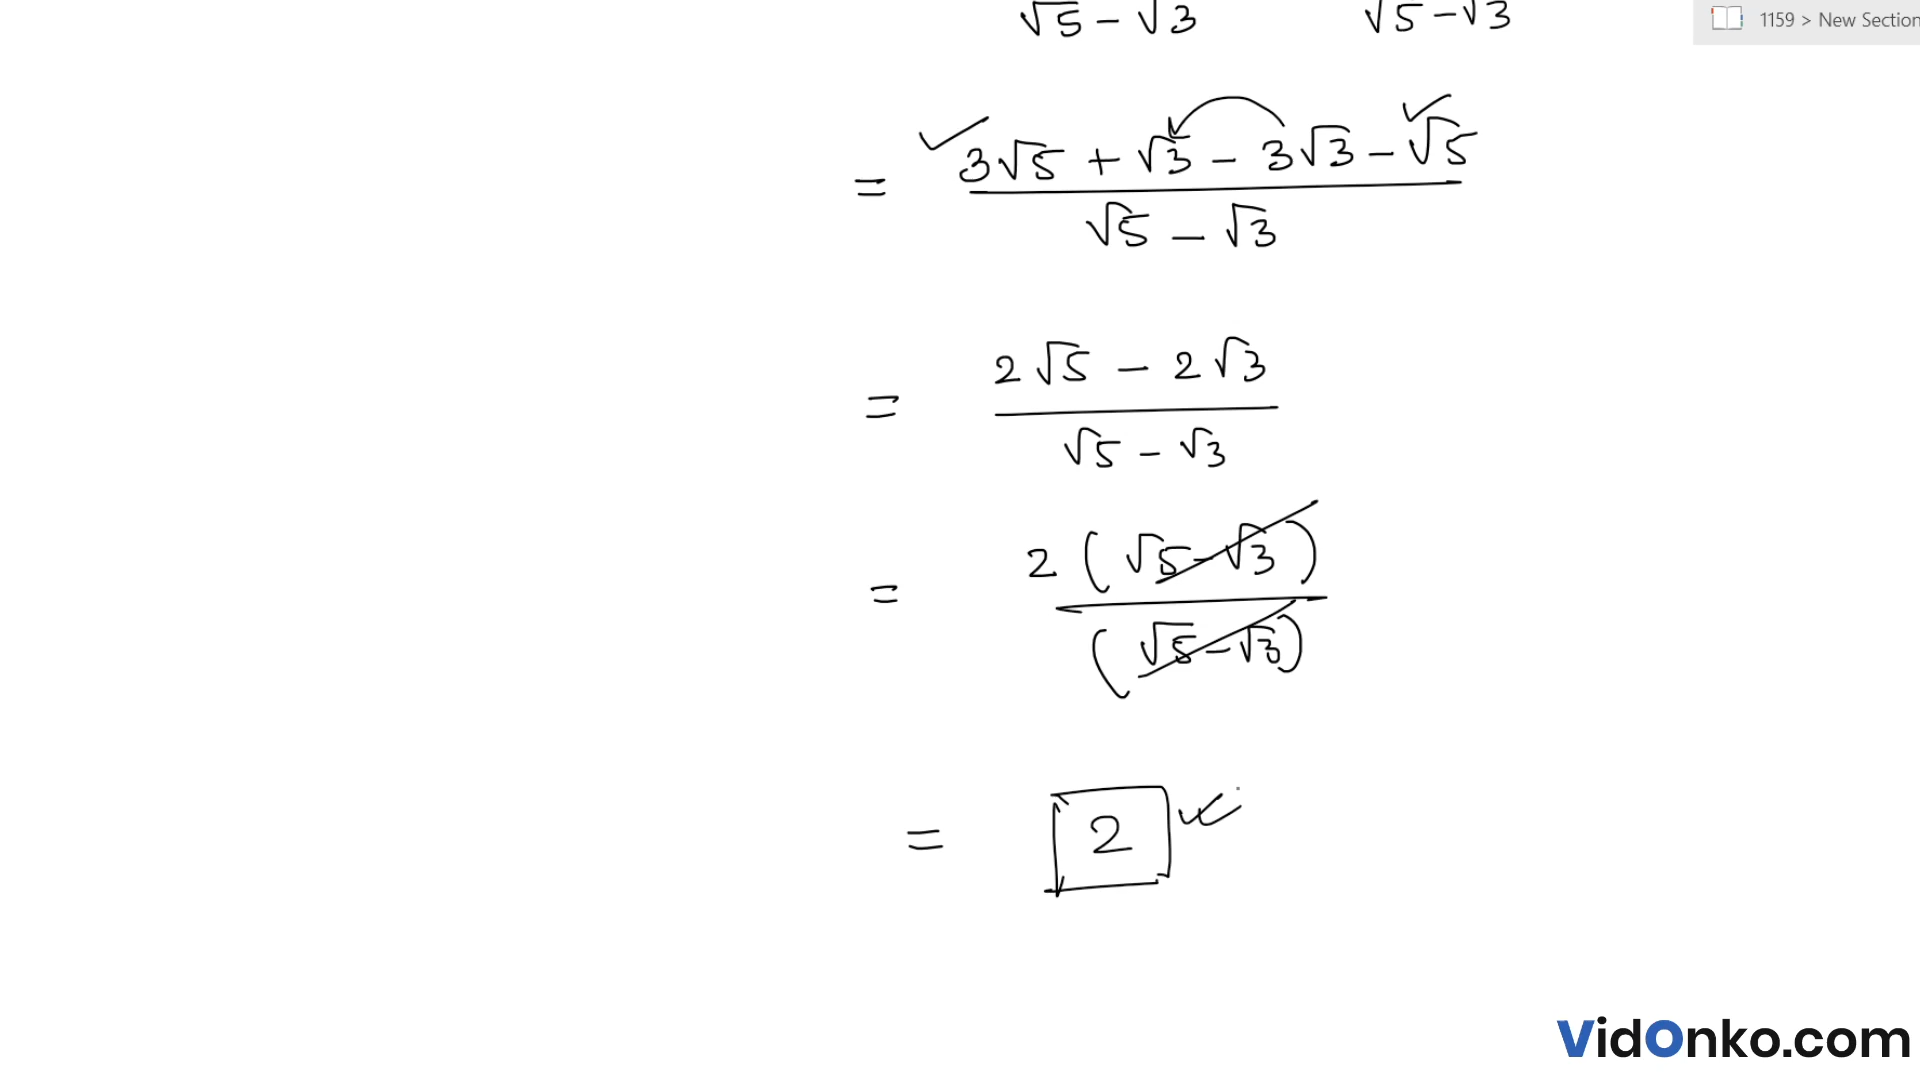 √5 - √3 √5 - √3
1159 > New Section
= 3√5 + √3 - 3√3 - √5
√5 - √3
= 2√5 - 2√3
√5 - √3
= 2 (√5 - √3)
(√5 - √3)
= 2
VidOnko.com